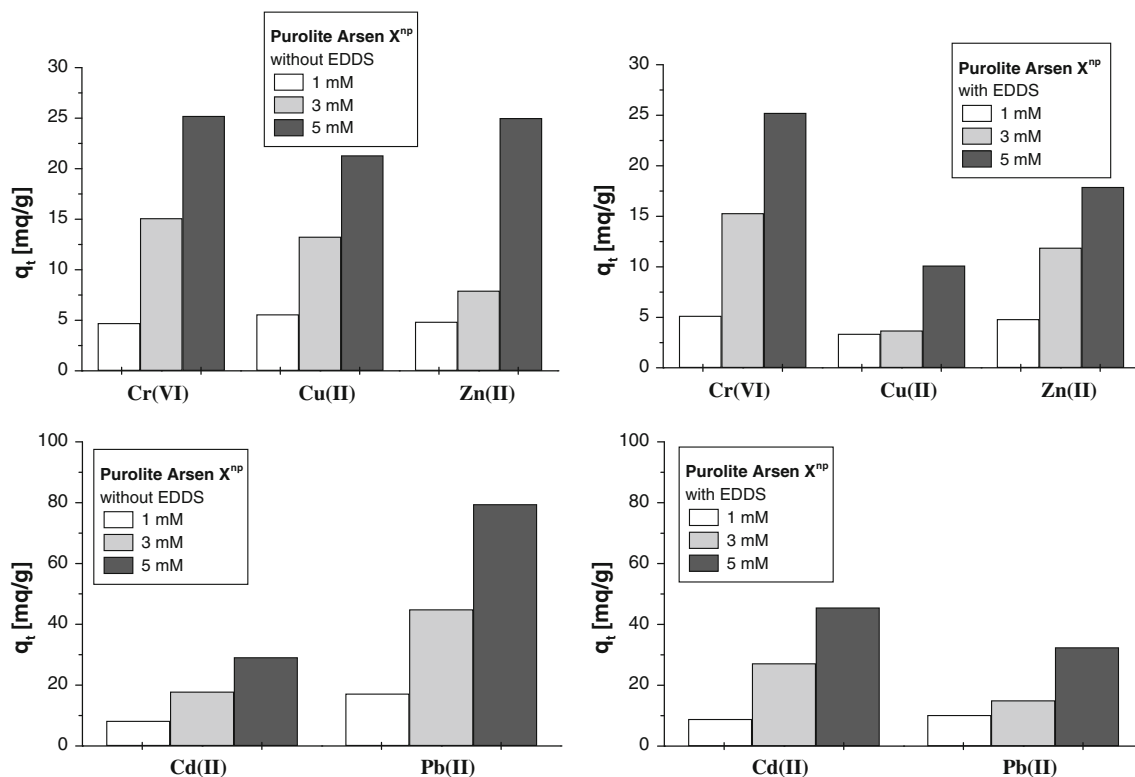 Purolite Arsen X^np
without EDDS
1 mM
3 mM
5 mM
30
25
20
15
10
5
0
q_t [mq/g]
Cr(VI) Cu(II) Zn(II)
Purolite Arsen X^np
with EDDS
1 mM
3 mM
5 mM
30
25
20
15
10
5
0
q_t [mq/g]
Cr(VI) Cu(II) Zn(II)
Purolite Arsen X^np
without EDDS
1 mM
3 mM
5 mM
100
80
60
40
20
0
q_t [mq/g]
Cd(II) Pb(II)
Purolite Arsen X^np
with EDDS
1 mM
3 mM
5 mM
100
80
60
40
20
0
q_t [mq/g]
Cd(II) Pb(II)